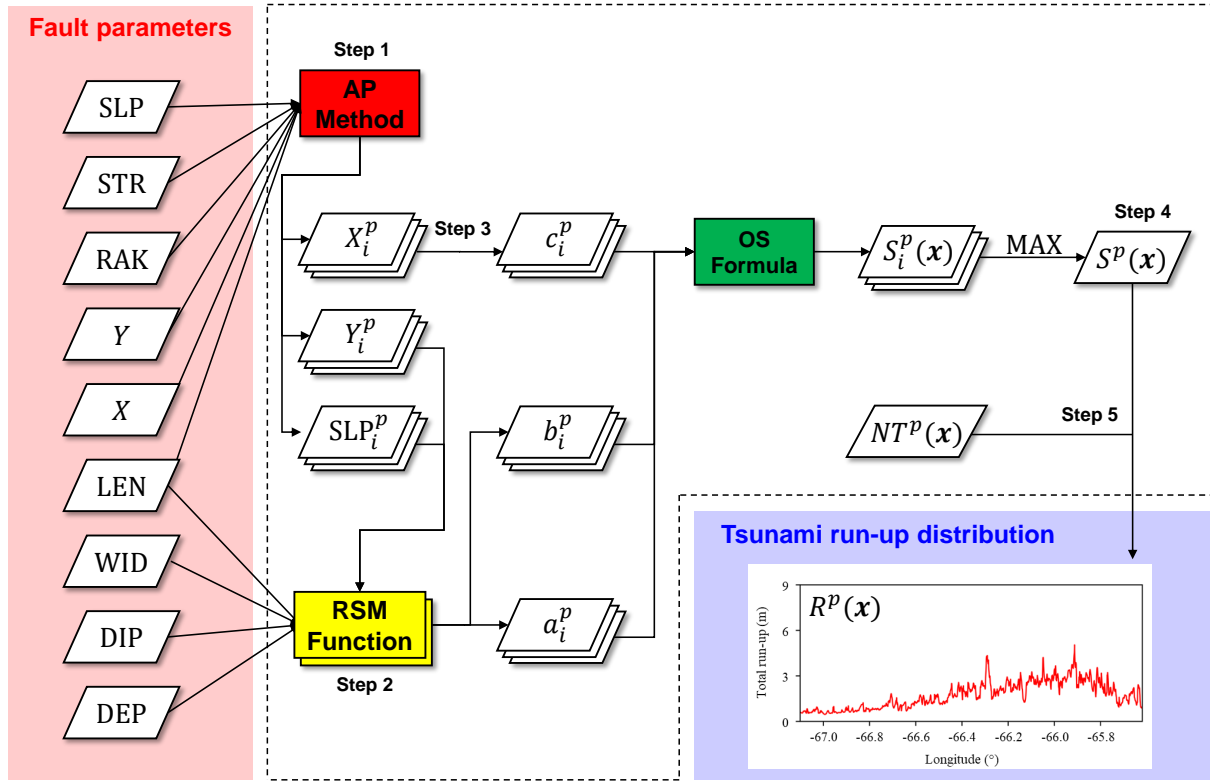 Fault parameters
SLP
STR
RAK
Y
X
LEN
WID
DIP
DEP
Step 1
AP
Method
X_i^p
Step 3
c_i^p
Y_i^p
SLP_i^p
b_i^p
RSM
Function
Step 2
a_i^p
OS
Formula
S_i^p(x)
MAX
Step 4
S^p(x)
NT^p(x)
Step 5
Tsunami run-up distribution
R^p(x)
Total run-up (m)
9
6
3
0
-67.0 -66.8 -66.6 -66.4 -66.2 -66.0 -65.8
Longitude (°)